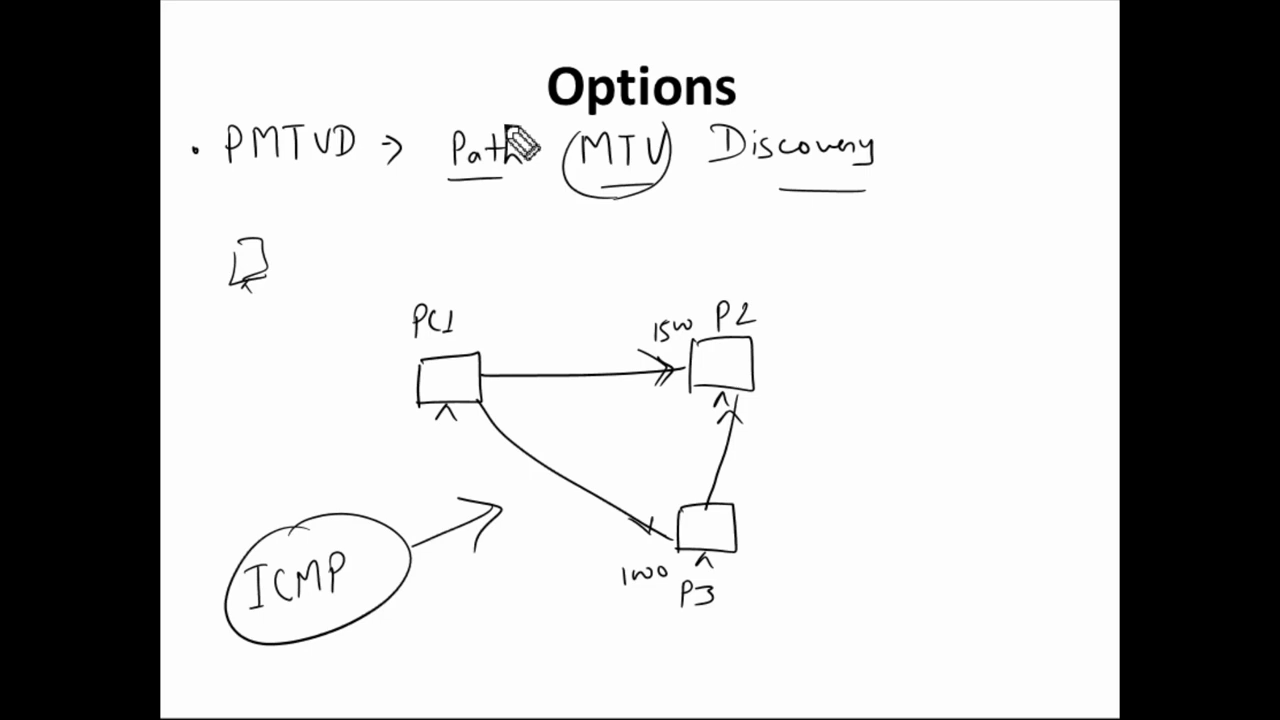 Options
• PMTUD → Path MTU Discovery
PC1
1500 P2
ICMP
1000
P3